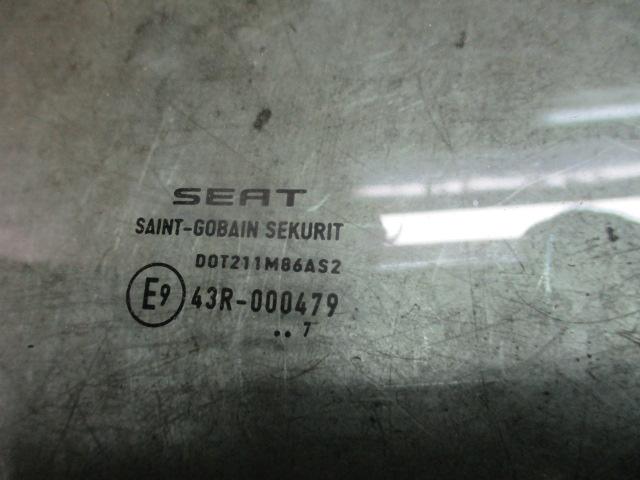 SEAT
SAINT-GOBAIN SEKURIT
DOT211M86AS2
E9 43R-000479
.. 7